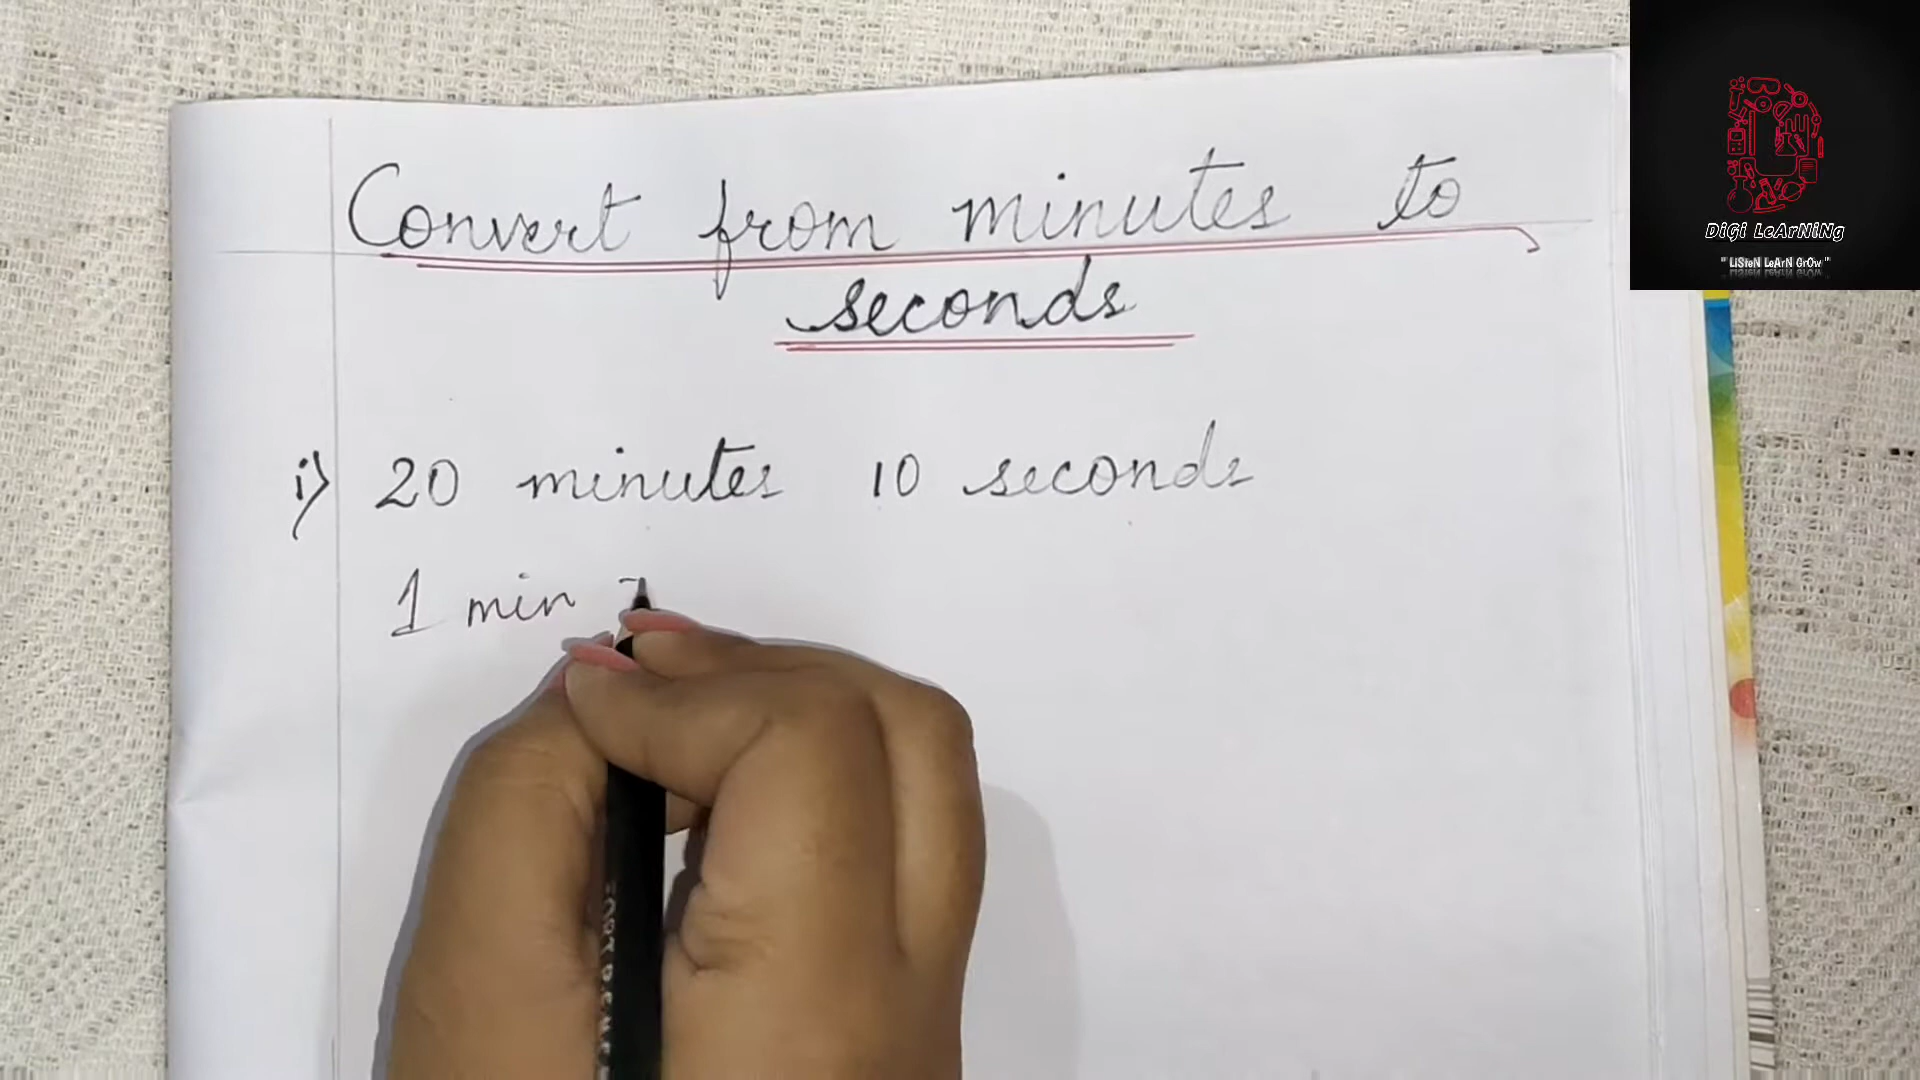 Convert from minutes to
seconds
i) 20 minutes 10 seconds
1 min
DiGi LeArNiNg
" LIsteN LeArN GrOw "